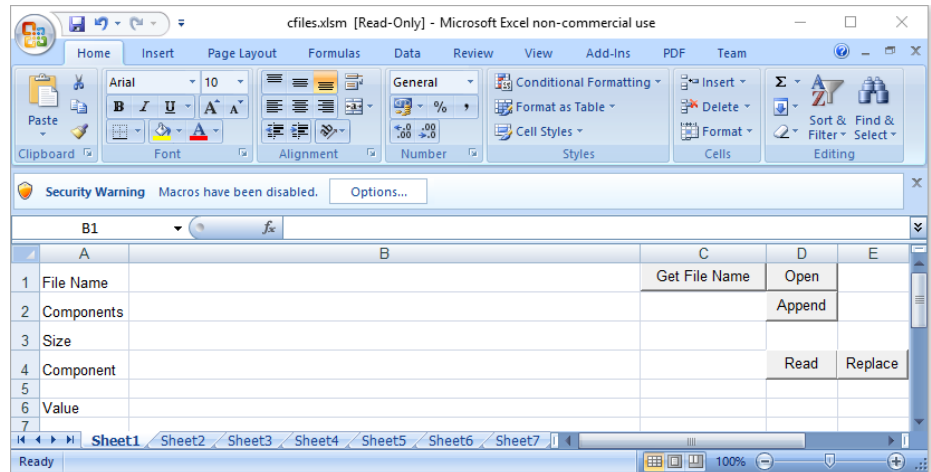 cfiles.xlsm [Read-Only] - Microsoft Excel non-commercial use
Home Insert Page Layout Formulas Data Review View Add-Ins PDF Team
Paste
Clipboard
Arial 10
B I U A A
A
Font
Alignment
General
% ,
.0 .00
.00 .0
Number
Conditional Formatting
Format as Table
Cell Styles
Styles
Insert
Delete
Format
Cells
Σ
Sort & Filter
Find & Select
Editing
Security Warning Macros have been disabled. Options...
B1 fx
A B C D E
1 File Name Get File Name Open
2 Components Append
3 Size
4 Component Read Replace
5
6 Value
7
Sheet1 Sheet2 Sheet3 Sheet4 Sheet5 Sheet6 Sheet7
Ready 100%